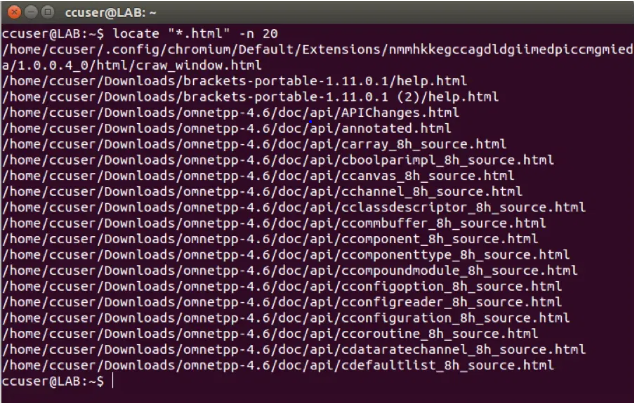 ccuser@LAB: ~
ccuser@LAB:~$ locate "*.html" -n 20
/home/ccuser/.config/chromium/Default/Extensions/nmmhkkegccagdldgiimedpiccmgmied
a/1.0.0.4_0/html/craw_window.html
/home/ccuser/Downloads/brackets-portable-1.11.0.1/help.html
/home/ccuser/Downloads/brackets-portable-1.11.0.1 (2)/help.html
/home/ccuser/Downloads/omnetpp-4.6/doc/api/APIChanges.html
/home/ccuser/Downloads/omnetpp-4.6/doc/api/annotated.html
/home/ccuser/Downloads/omnetpp-4.6/doc/api/carray_8h_source.html
/home/ccuser/Downloads/omnetpp-4.6/doc/api/cboolparimpl_8h_source.html
/home/ccuser/Downloads/omnetpp-4.6/doc/api/ccanvas_8h_source.html
/home/ccuser/Downloads/omnetpp-4.6/doc/api/cchannel_8h_source.html
/home/ccuser/Downloads/omnetpp-4.6/doc/api/cclassdescriptor_8h_source.html
/home/ccuser/Downloads/omnetpp-4.6/doc/api/ccommbuffer_8h_source.html
/home/ccuser/Downloads/omnetpp-4.6/doc/api/ccomponent_8h_source.html
/home/ccuser/Downloads/omnetpp-4.6/doc/api/ccomponenttype_8h_source.html
/home/ccuser/Downloads/omnetpp-4.6/doc/api/ccompoundmodule_8h_source.html
/home/ccuser/Downloads/omnetpp-4.6/doc/api/cconfigoption_8h_source.html
/home/ccuser/Downloads/omnetpp-4.6/doc/api/cconfigreader_8h_source.html
/home/ccuser/Downloads/omnetpp-4.6/doc/api/cconfiguration_8h_source.html
/home/ccuser/Downloads/omnetpp-4.6/doc/api/ccoroutine_8h_source.html
/home/ccuser/Downloads/omnetpp-4.6/doc/api/cdataratechannel_8h_source.html
/home/ccuser/Downloads/omnetpp-4.6/doc/api/cdefaultlist_8h_source.html
ccuser@LAB:~$